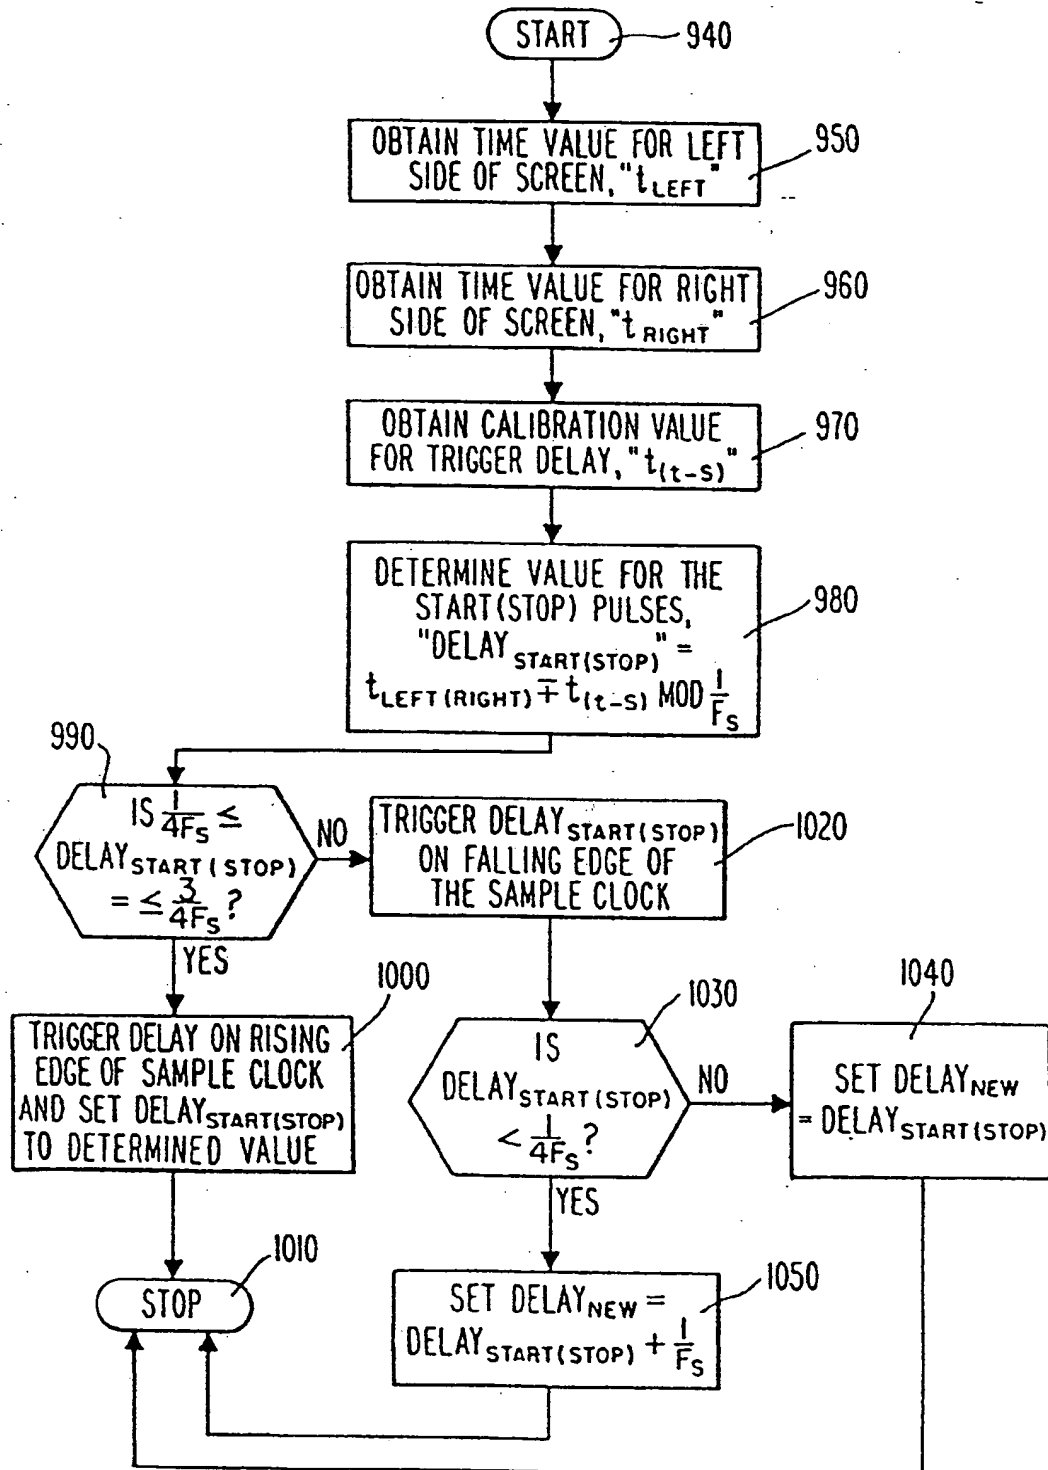 START
940
OBTAIN TIME VALUE FOR LEFT
SIDE OF SCREEN, "tLEFT"
950
OBTAIN TIME VALUE FOR RIGHT
SIDE OF SCREEN, "tRIGHT"
960
OBTAIN CALIBRATION VALUE
FOR TRIGGER DELAY, "t(t-S)"
970
DETERMINE VALUE FOR THE
START(STOP) PULSES,
"DELAYSTART(STOP)" =
tLEFT(RIGHT) ∓ t(t-S) MOD 1/FS
980
990
IS 1/4FS ≤
DELAYSTART(STOP)
= ≤ 3/4FS?
NO
YES
TRIGGER DELAYSTART(STOP)
ON FALLING EDGE OF
THE SAMPLE CLOCK
1020
1000
TRIGGER DELAY ON RISING
EDGE OF SAMPLE CLOCK
AND SET DELAYSTART(STOP)
TO DETERMINED VALUE
1030
IS
DELAYSTART(STOP)
< 1/4FS?
NO
YES
1040
SET DELAYNEW
= DELAYSTART(STOP)
1010
STOP
SET DELAYNEW =
DELAYSTART(STOP) + 1/FS
1050